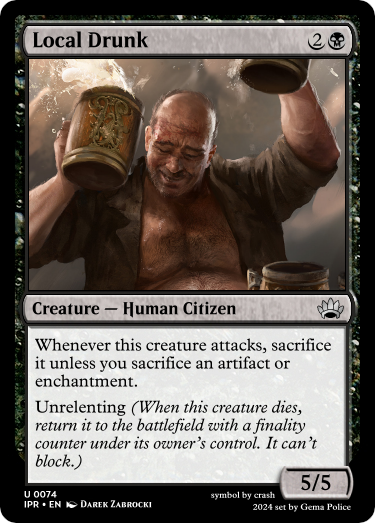 Local Drunk 2
Creature — Human Citizen
Whenever this creature attacks, sacrifice
it unless you sacrifice an artifact or
enchantment.
Unrelenting (When this creature dies,
return it to the battlefield with a finality
counter under its owner's control. It can't
block.)
5/5
U 0074
IPR • EN Darek Zabrocki
symbol by crash
2024 set by Gema Police